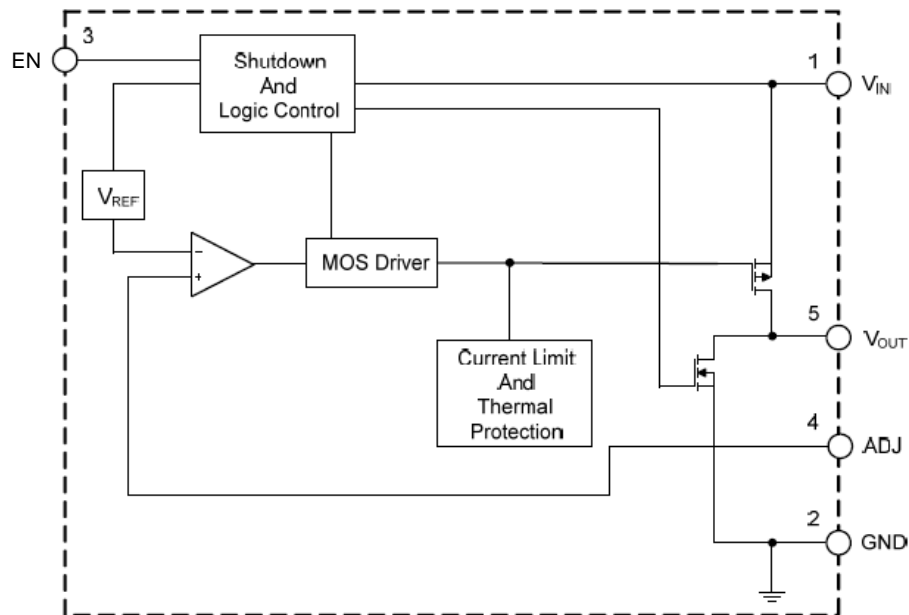 3
EN
Shutdown
And
Logic Control
1
VIN
VREF
−
+
MOS Driver
5
VOUT
Current Limit
And
Thermal
Protection
4
ADJ
2
GND